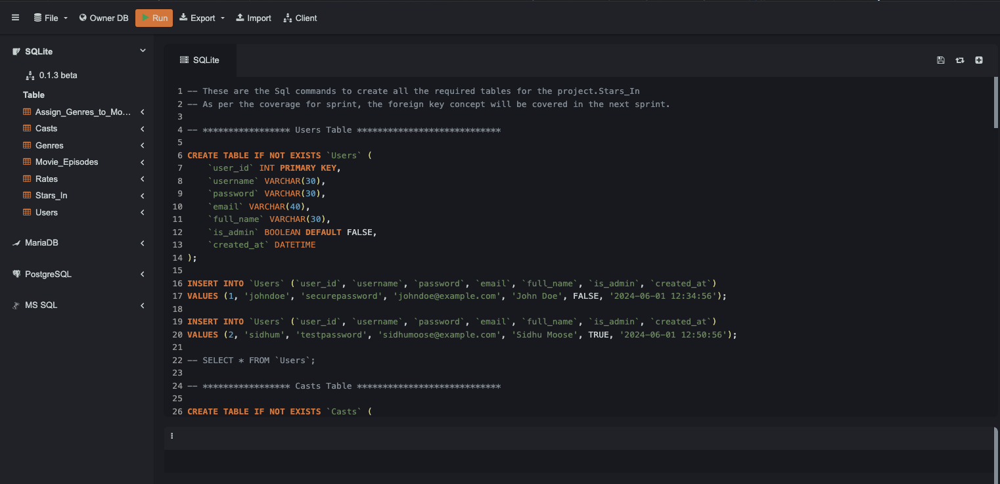 File
Owner DB
Run
Export
Import
Client
SQLite
0.1.3 beta
Table
Assign_Genres_to_Mo...
Casts
Genres
Movie_Episodes
Rates
Stars_In
Users
MariaDB
PostgreSQL
MS SQL
SQLite
1 -- These are the Sql commands to create all the required tables for the project.Stars_In
2 -- As per the coverage for sprint, the foreign key concept will be covered in the next sprint.
3
4 -- ***************** Users Table ****************************
5
6 CREATE TABLE IF NOT EXISTS `Users` (
7     `user_id` INT PRIMARY KEY,
8     `username` VARCHAR(30),
9     `password` VARCHAR(30),
10     `email` VARCHAR(40),
11     `full_name` VARCHAR(30),
12     `is_admin` BOOLEAN DEFAULT FALSE,
13     `created_at` DATETIME
14 );
15
16 INSERT INTO `Users` (`user_id`, `username`, `password`, `email`, `full_name`, `is_admin`, `created_at`)
17 VALUES (1, 'johndoe', 'securepassword', 'johndoe@example.com', 'John Doe', FALSE, '2024-06-01 12:34:56');
18
19 INSERT INTO `Users` (`user_id`, `username`, `password`, `email`, `full_name`, `is_admin`, `created_at`)
20 VALUES (2, 'sidhum', 'testpassword', 'sidhumoose@example.com', 'Sidhu Moose', TRUE, '2024-06-01 12:50:56');
21
22 -- SELECT * FROM `Users`;
23
24 -- ***************** Casts Table ****************************
25
26 CREATE TABLE IF NOT EXISTS `Casts` (